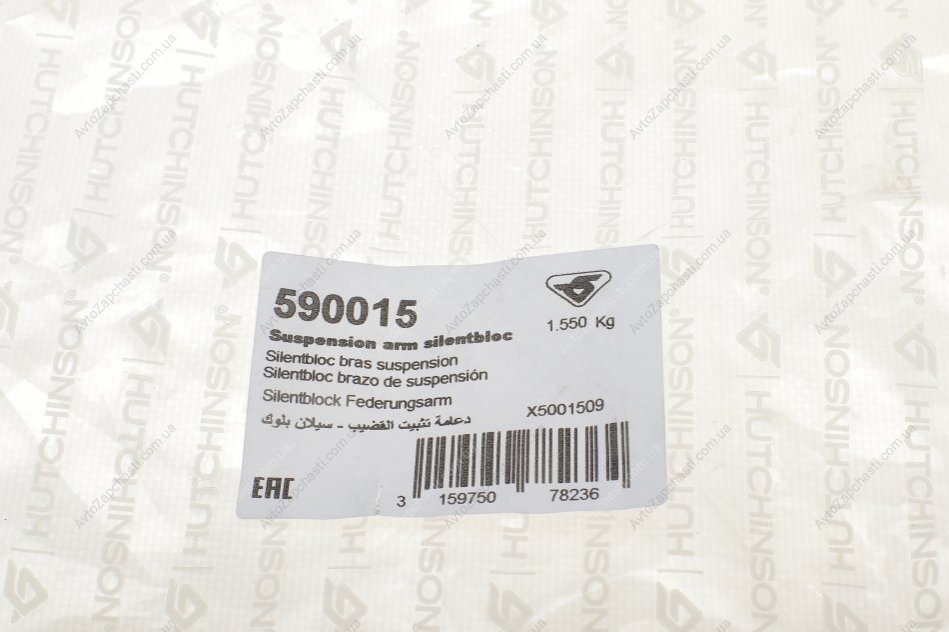 590015
1.550 Kg
Suspension arm silentbloc
Silentbloc bras suspension
Silentbloc brazo de suspensión
Silentblock Federungsarm
دعامة تثبيت القضيب - سيلان بلوك
X5001509
EAC
3 159750 78236
HUTCHINSON®
AvtoZapchasti.com.ua